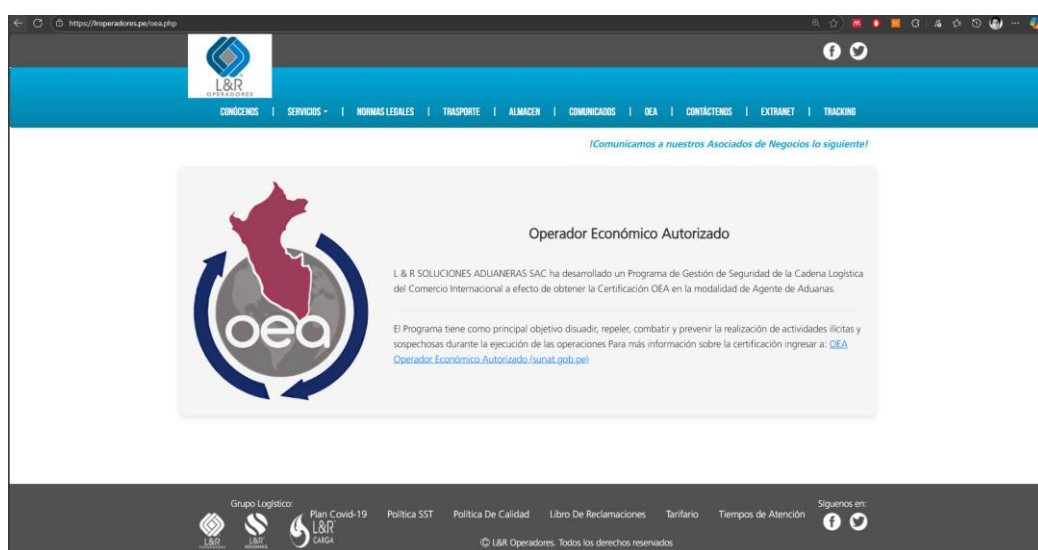 https://lroperadores.pe/oea.php
L&R
OPERADORES
CONÓCENOS | SERVICIOS | NORMAS LEGALES | TRASPORTE | ALMACEN | COMUNICADOS | OEA | CONTÁCTENOS | EXTRANET | TRACKING
!Comunicamos a nuestros Asociados de Negocios lo siguiente!
oea
Operador Económico Autorizado
L & R SOLUCIONES ADUANERAS SAC ha desarrollado un Programa de Gestión de Seguridad de la Cadena Logística
del Comercio Internacional a efecto de obtener la Certificación OEA en la modalidad de Agente de Aduanas.
El Programa tiene como principal objetivo disuadir, repeler, combatir y prevenir la realización de actividades ilícitas y
sospechosas durante la ejecución de las operaciones Para más información sobre la certificación ingresar a: OEA
Operador Económico Autorizado (sunat.gob.pe)
Grupo Logístico:
L&R
L&R
L&R
CARGA
Plan Covid-19 Política SST Política De Calidad Libro De Reclamaciones Tarifario Tiempos de Atención
Síguenos en:
© L&R Operadores. Todos los derechos reservados